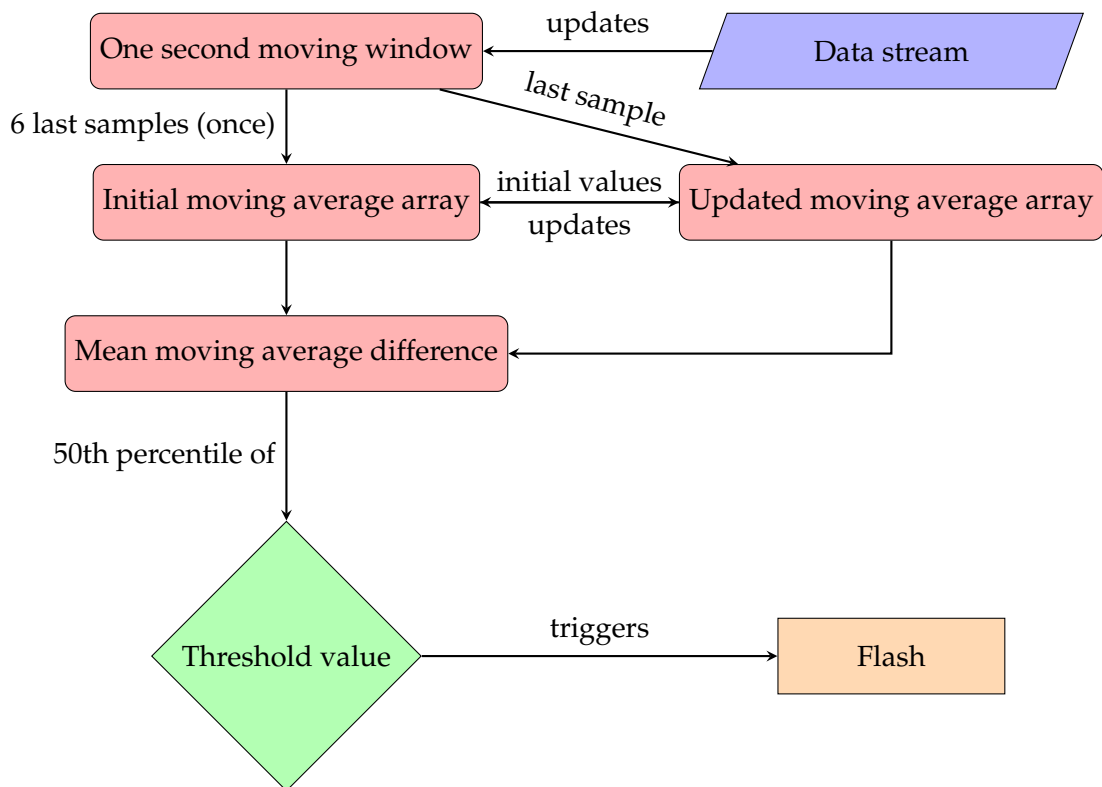 updates
One second moving window
Data stream
last sample
6 last samples (once)
Initial moving average array
initial values
updates
Updated moving average array
Mean moving average difference
50th percentile of
Threshold value
triggers
Flash